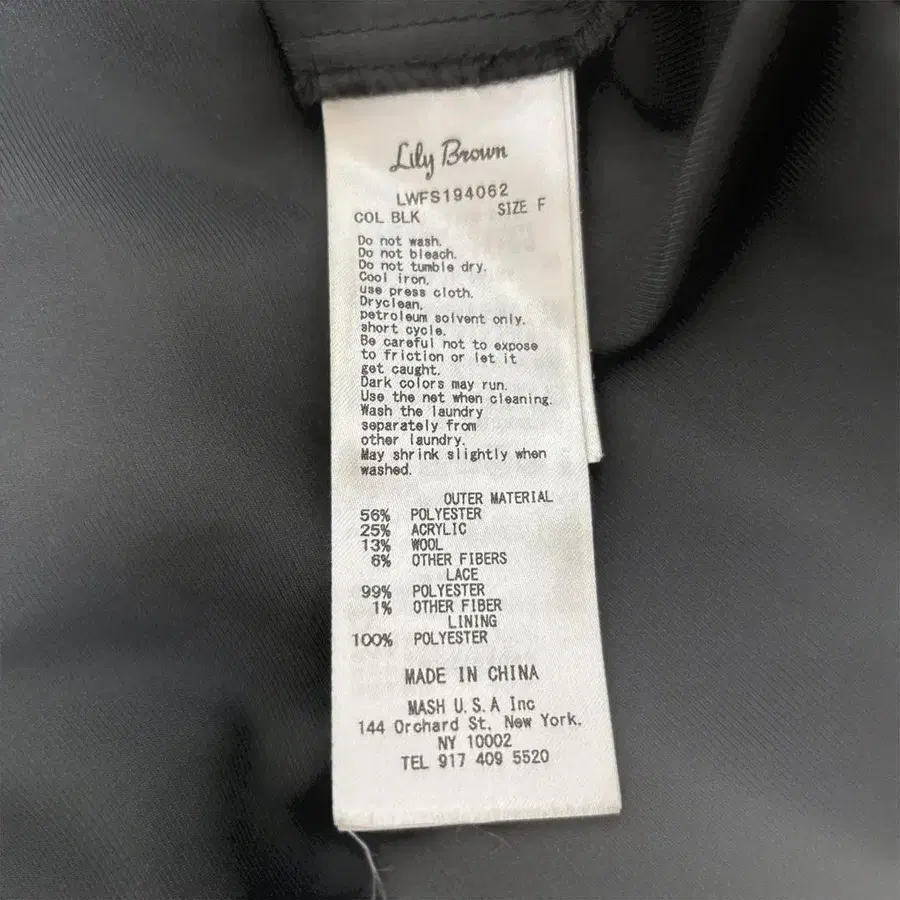 Lily Brown
LWFS194062
COL BLK SIZE F
Do not wash.
Do not bleach.
Do not tumble dry.
Cool iron,
use press cloth.
Dryclean,
petroleum solvent only.
short cycle.
Be careful not to expose
to friction or let it
get caught.
Dark colors may run.
Use the net when cleaning.
Wash the laundry
separately from
other laundry.
May shrink slightly when
washed.
OUTER MATERIAL
56% POLYESTER
25% ACRYLIC
13% WOOL
6% OTHER FIBERS
LACE
99% POLYESTER
1% OTHER FIBER
LINING
100% POLYESTER
MADE IN CHINA
MASH U.S.A Inc
144 Orchard St, New York.
NY 10002
TEL 917 409 5520